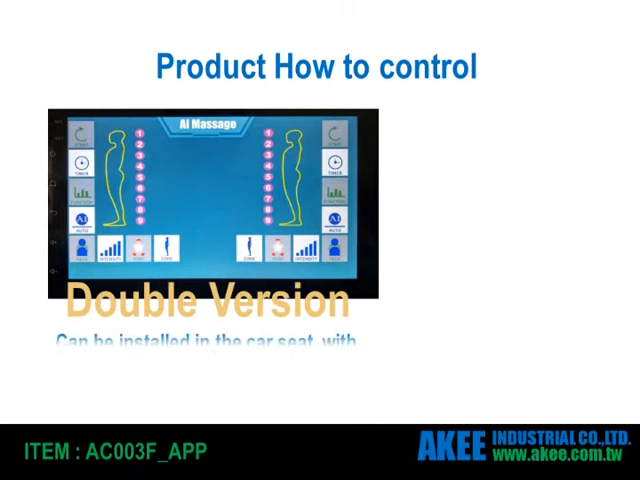 Product How to control
AI Massage
START
TIMER
FUNCTION
AUTO
INTENSITY
ZONE
1
2
3
4
5
6
7
8
9
1
2
3
4
5
6
7
8
9
START
TIMER
FUNCTION
AUTO
ZONE
INTENSITY
Double Version
Can be installed in the car seat, with
ITEM : AC003F_APP
AKEE INDUSTRIAL CO.,LTD.
www.akee.com.tw